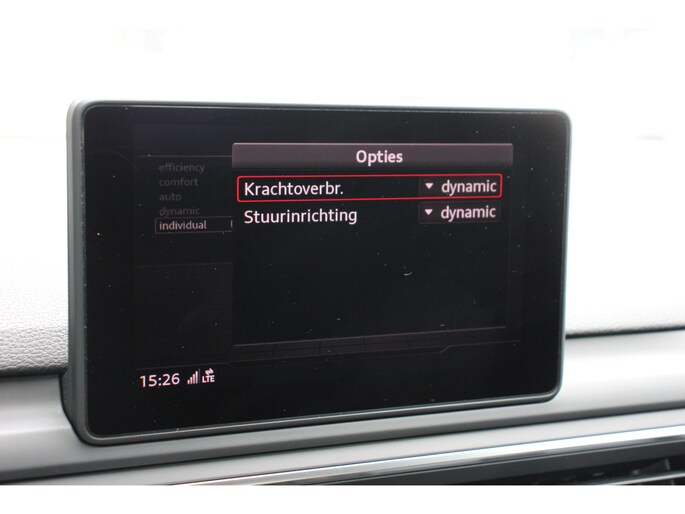 Opties
efficiency
comfort
auto
dynamic
individual
Krachtoverbr. dynamic
Stuurinrichting dynamic
15:26 LTE